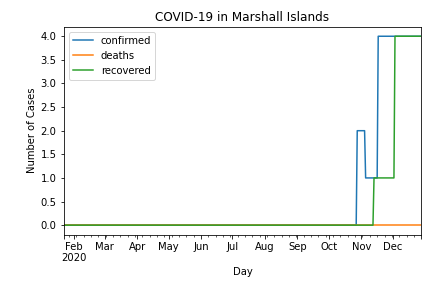 COVID-19 in Marshall Islands
confirmed
deaths
recovered
4.0
3.5
3.0
2.5
2.0
1.5
1.0
0.5
0.0
Number of Cases
Feb Mar Apr May Jun Jul Aug Sep Oct Nov Dec
2020
Day